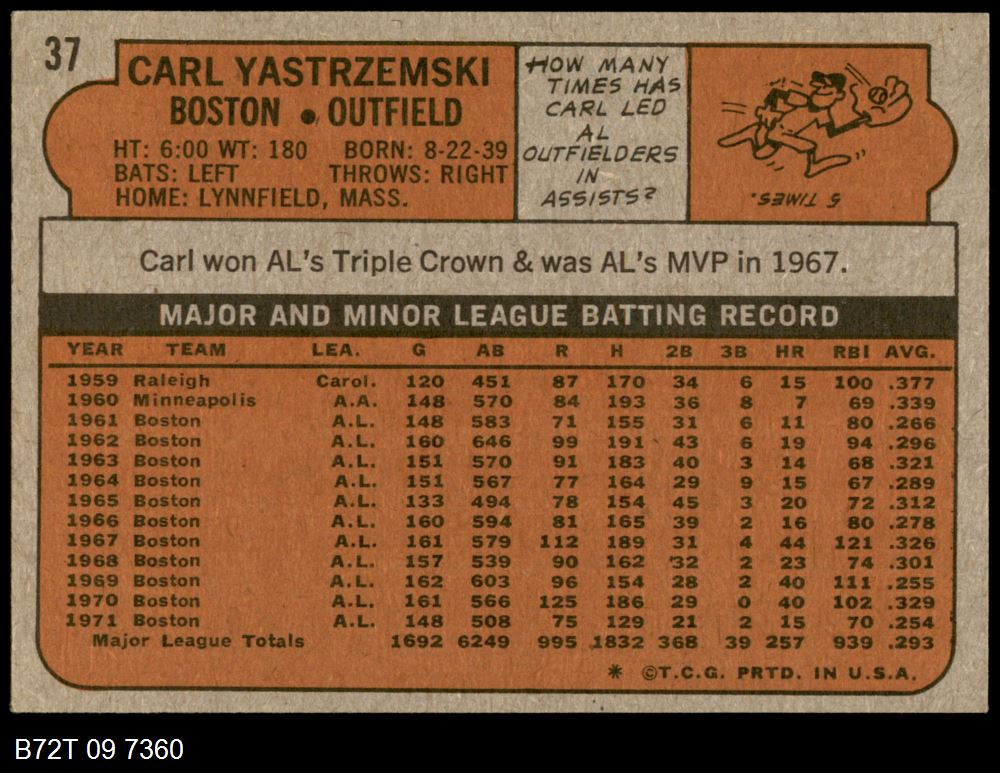 37
CARL YASTRZEMSKI
BOSTON • OUTFIELD
HT: 6:00 WT: 180 BORN: 8-22-39
BATS: LEFT THROWS: RIGHT
HOME: LYNNFIELD, MASS.
HOW MANY
TIMES HAS
CARL LED
AL
OUTFIELDERS
IN
ASSISTS?
5 TIMES.
Carl won AL's Triple Crown & was AL's MVP in 1967.
MAJOR AND MINOR LEAGUE BATTING RECORD
YEAR TEAM LEA. G AB R H 2B 3B HR RBI AVG.
1959 Raleigh Carol. 120 451 87 170 34 6 15 100 .377
1960 Minneapolis A.A. 148 570 84 193 36 8 7 69 .339
1961 Boston A.L. 148 583 71 155 31 6 11 80 .266
1962 Boston A.L. 160 646 99 191 43 6 19 94 .296
1963 Boston A.L. 151 570 91 183 40 3 14 68 .321
1964 Boston A.L. 151 567 77 164 29 9 15 67 .289
1965 Boston A.L. 133 494 78 154 45 3 20 72 .312
1966 Boston A.L. 160 594 81 165 39 2 16 80 .278
1967 Boston A.L. 161 579 112 189 31 4 44 121 .326
1968 Boston A.L. 157 539 90 162 32 2 23 74 .301
1969 Boston A.L. 162 603 96 154 28 2 40 111 .255
1970 Boston A.L. 161 566 125 186 29 0 40 102 .329
1971 Boston A.L. 148 508 75 129 21 2 15 70 .254
Major League Totals 1692 6249 995 1832 368 39 257 939 .293
* ©T.C.G. PRTD. IN U.S.A.
B72T 09 7360